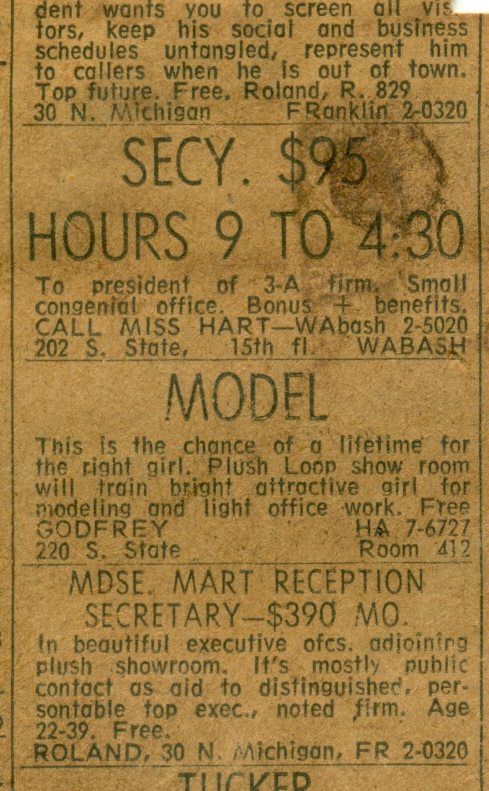 dent wants you to screen all vis-
tors, keep his social and business
schedules untangled, represent him
to callers when he is out of town.
Top future. Free. Roland, R. 829
30 N. Michigan FRanklin 2-0320
SECY. $95
HOURS 9 TO 4:30
To president of 3-A firm. Small
congenial office. Bonus + benefits.
CALL MISS HART—WAbash 2-5020
202 S. State, 15th fl. WABASH
MODEL
This is the chance of a lifetime for
the right girl. Plush Loop show room
will train bright attractive girl for
modeling and light office work. Free
GODFREY HA 7-6727
220 S. State Room 412
MDSE. MART RECEPTION
SECRETARY—$390 MO.
In beautiful executive ofcs. adjoining
plush showroom. It's mostly public
contact as aid to distinguished, per-
sontable top exec., noted firm. Age
22-39. Free.
ROLAND, 30 N. Michigan, FR 2-0320
TUCKER